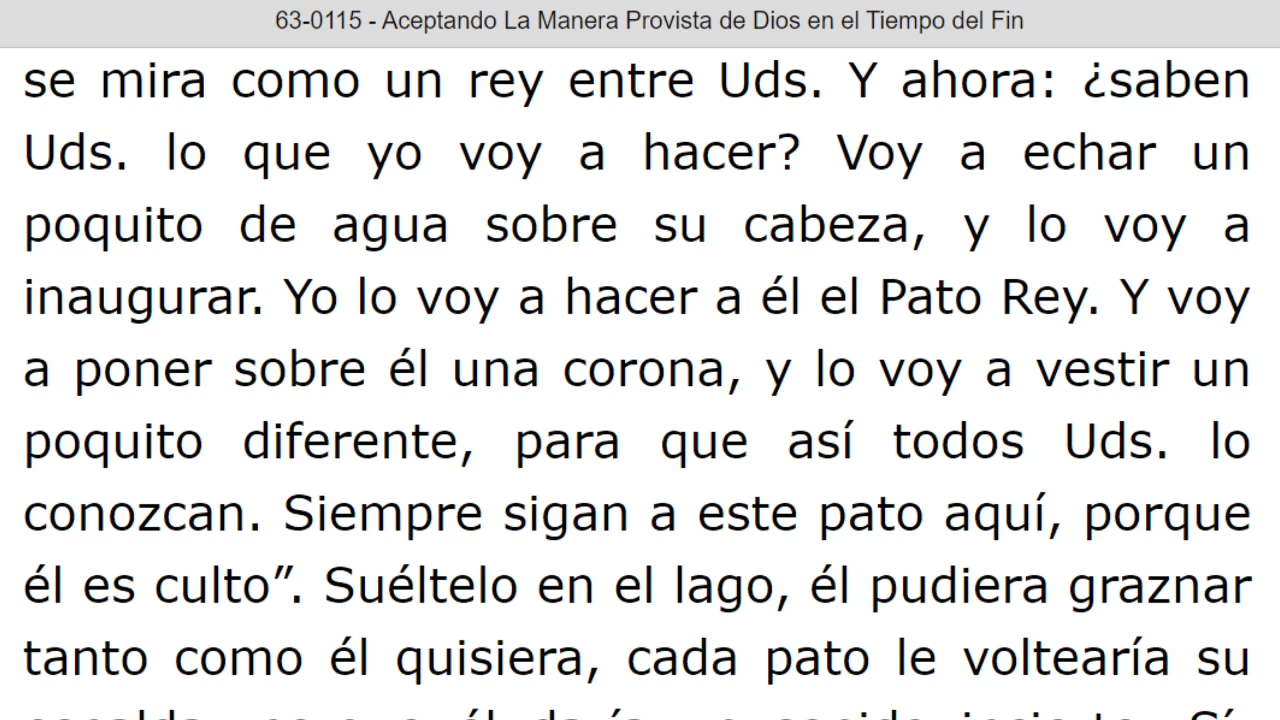 63-0115 - Aceptando La Manera Provista de Dios en el Tiempo del Fin
se mira como un rey entre Uds. Y ahora: ¿saben
Uds. lo que yo voy a hacer? Voy a echar un
poquito de agua sobre su cabeza, y lo voy a
inaugurar. Yo lo voy a hacer a él el Pato Rey. Y voy
a poner sobre él una corona, y lo voy a vestir un
poquito diferente, para que así todos Uds. lo
conozcan. Siempre sigan a este pato aquí, porque
él es culto”. Suéltelo en el lago, él pudiera graznar
tanto como él quisiera, cada pato le voltearía su